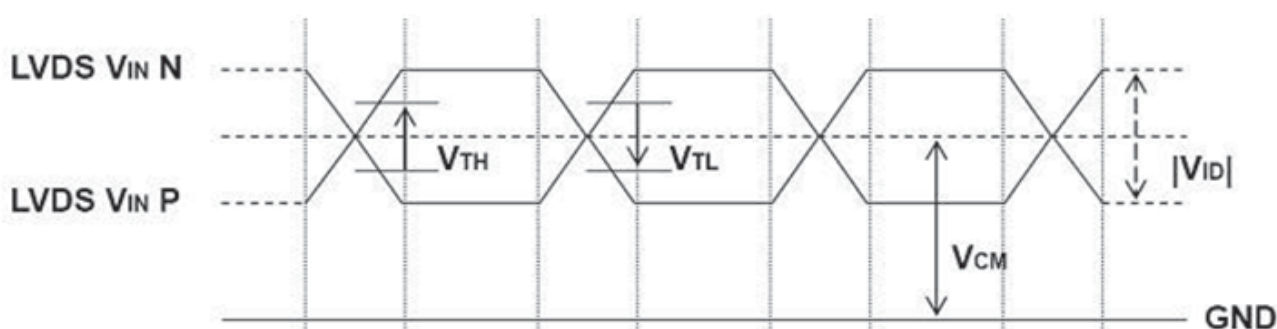 LVDS VIN N
VTH
VTL
|VID|
LVDS VIN P
VCM
GND